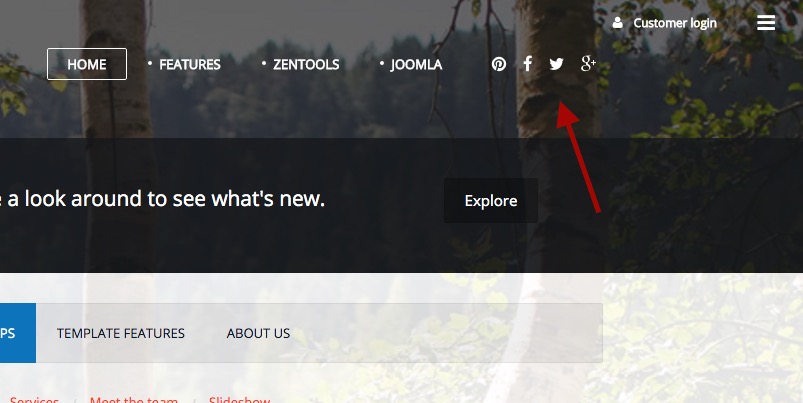 Customer login
HOME • FEATURES • ZENTOOLS • JOOMLA
a look around to see what's new.
Explore
PS TEMPLATE FEATURES ABOUT US
Services / Meet the team / Slideshow